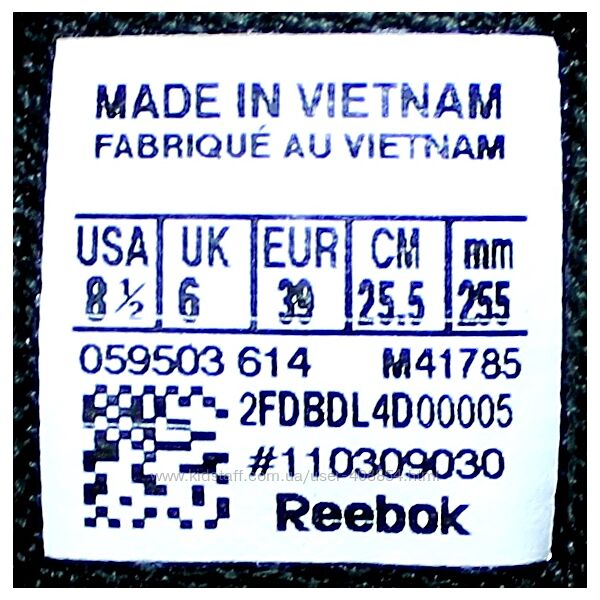 MADE IN VIETNAM
FABRIQUÉ AU VIETNAM
USA UK EUR CM mm
8 ½ 6 39 25.5 255
059503 614 M41785
2FDBDL4D00005
#110309030
Reebok